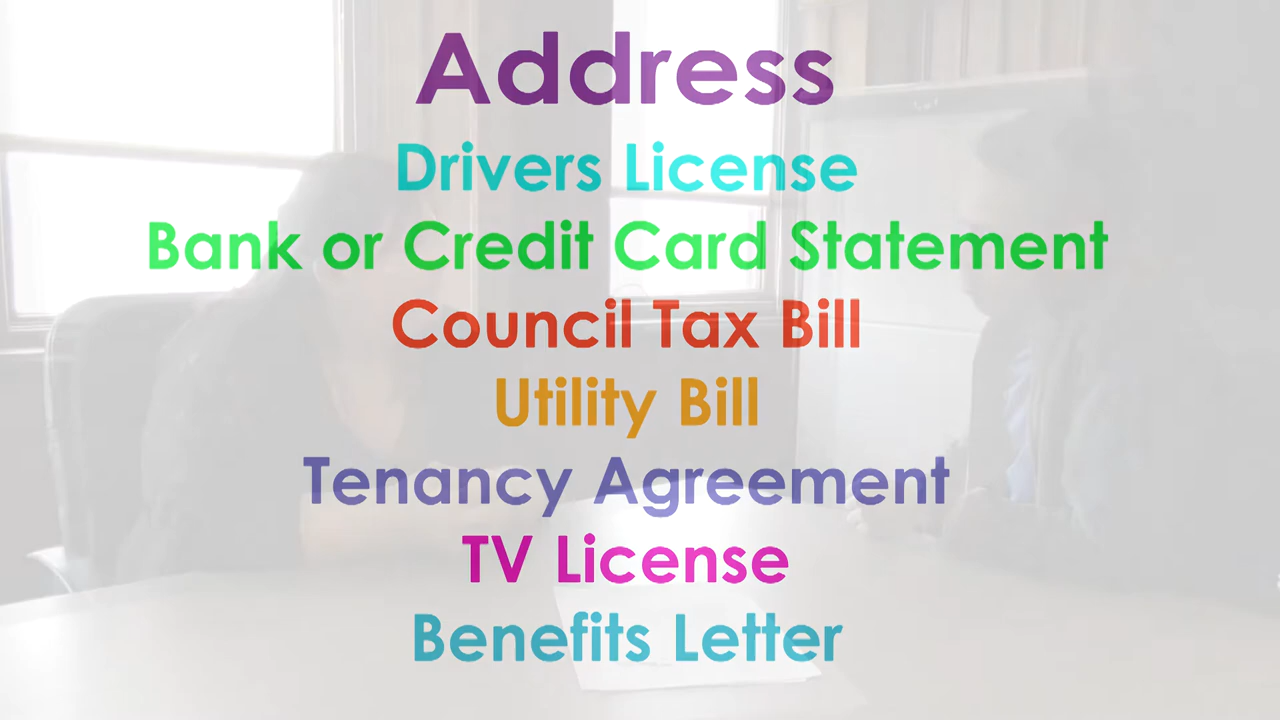 Address
Drivers License
Bank or Credit Card Statement
Council Tax Bill
Utility Bill
Tenancy Agreement
TV License
Benefits Letter